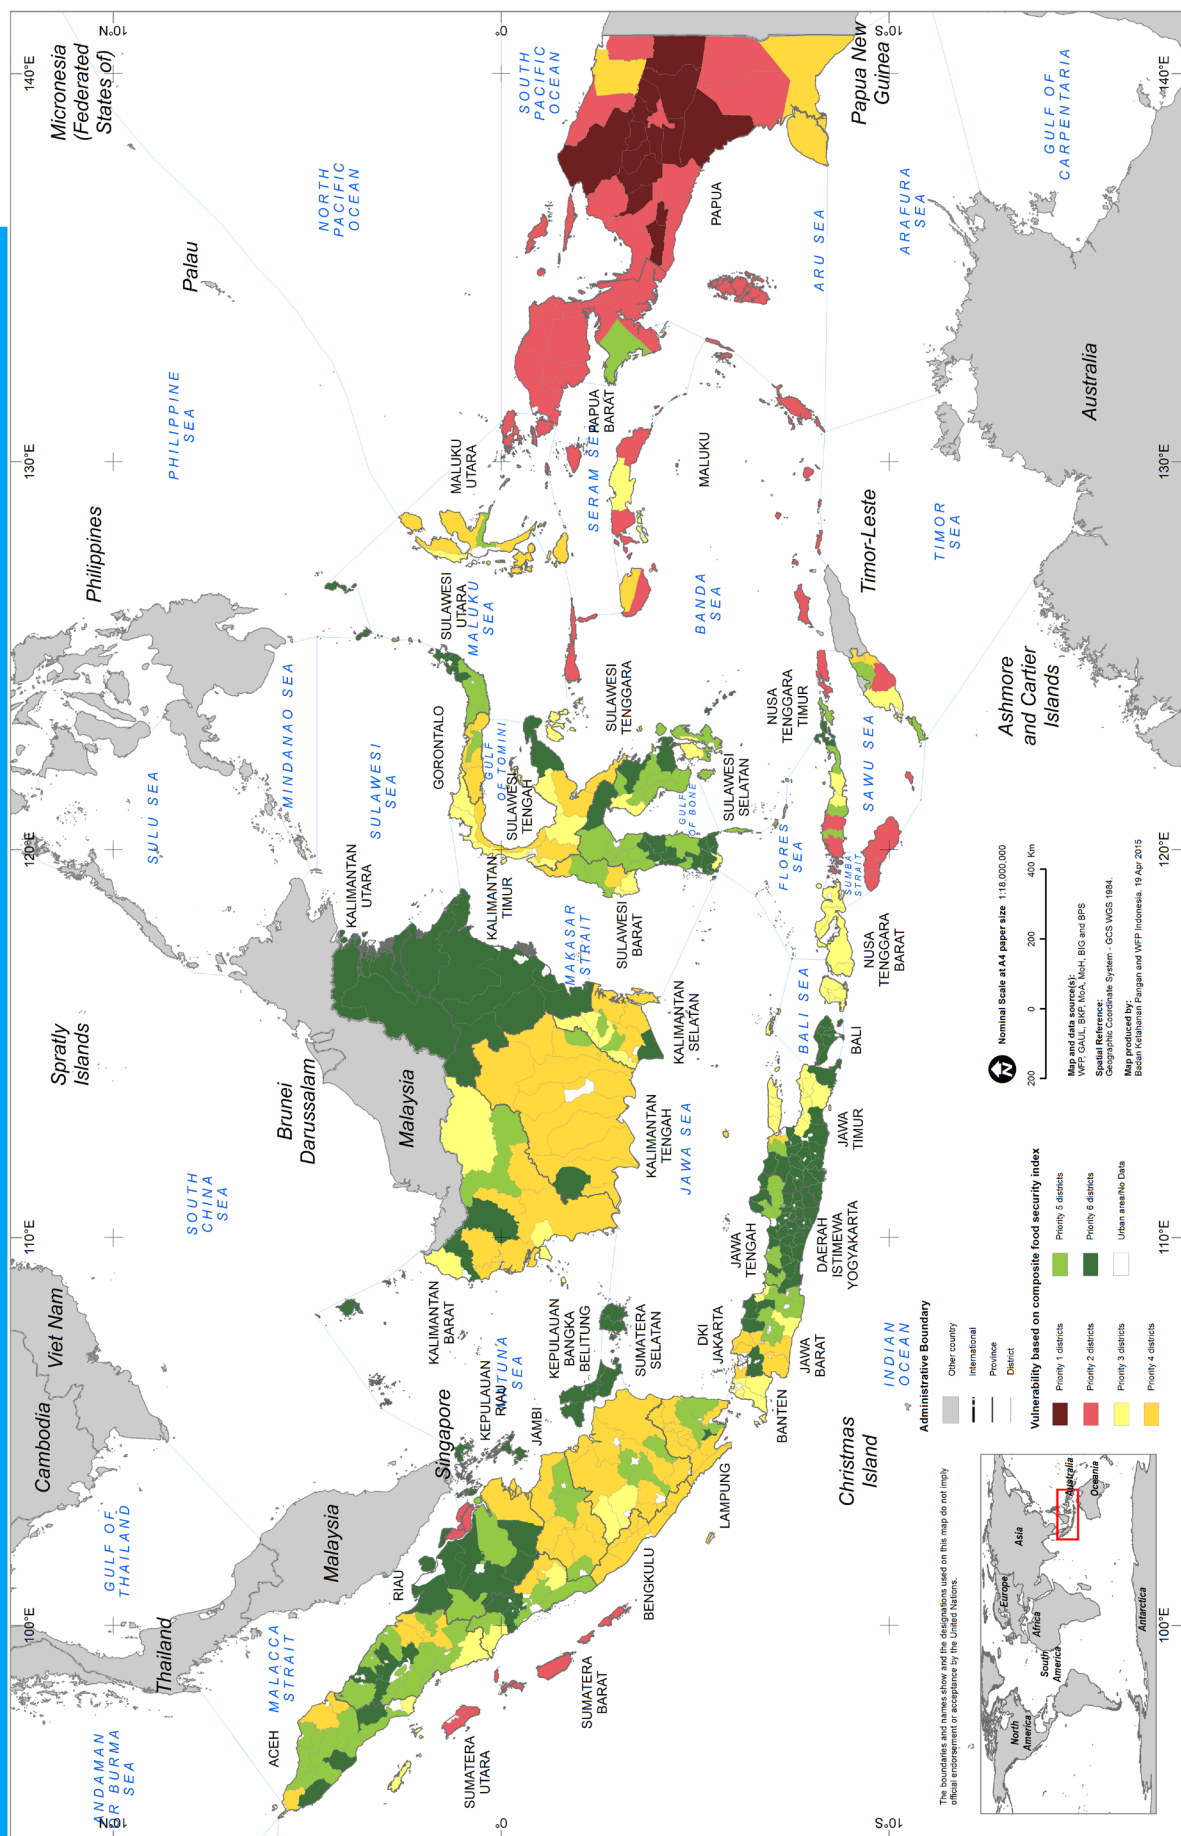 10°N
0°
10°S
140°E
130°E
120°E
110°E
100°E
10°N
0°
10°S
140°E
130°E
120°E
110°E
100°E
Micronesia
(Federated
States of)
Palau
Philippines
Spratly
Islands
Brunei
Darussalam
Malaysia
Viet Nam
Cambodia
Thailand
Malaysia
Singapore
Christmas
Island
Ashmore
and Cartier
Islands
Timor-Leste
Australia
Papua New
Guinea
SOUTH
PACIFIC
OCEAN
NORTH
PACIFIC
OCEAN
PHILIPPINE
SEA
GULF OF
CARPENTARIA
ARAFURA
SEA
ARU SEA
SERAM SEA
TIMOR
SEA
BANDA
SEA
MALUKU
SEA
MINDANAO SEA
SULU SEA
SULAWESI
SEA
GULF
OF TOMINI
GULF
OF BONE
SAWU SEA
FLORES
SEA
SUMBA
STRAIT
MAKASAR
STRAIT
BALI SEA
JAWA SEA
SOUTH
CHINA
SEA
NATUNA
SEA
INDIAN
OCEAN
GULF OF
THAILAND
MALACCA
STRAIT
ANDAMAN
OR BURMA
SEA
PAPUA
PAPUA
BARAT
MALUKU
MALUKU
UTARA
SULAWESI
UTARA
GORONTALO
SULAWESI
TENGAH
SULAWESI
TENGGARA
SULAWESI
SELATAN
SULAWESI
BARAT
NUSA
TENGGARA
TIMUR
NUSA
TENGGARA
BARAT
BALI
KALIMANTAN
UTARA
KALIMANTAN
TIMUR
KALIMANTAN
SELATAN
KALIMANTAN
TENGAH
KALIMANTAN
BARAT
JAWA
TIMUR
DAERAH
ISTIMEWA
YOGYAKARTA
JAWA
TENGAH
JAWA
BARAT
DKI
JAKARTA
BANTEN
KEPULAUAN
BANGKA
BELITUNG
SUMATERA
SELATAN
LAMPUNG
JAMBI
KEPULAUAN
RIAU
BENGKULU
RIAU
SUMATERA
BARAT
SUMATERA
UTARA
ACEH
N
Nominal Scale at A4 paper size 1:18,000,000
200 0 200 400 Km
Map and data source(s):
WFP, GAUL, BKP, MoA, MoH, BIG and BPS
Spatial Reference:
Geographic Coordinate System - GCS WGS 1984.
Map produced by:
Badan Ketahanan Pangan and WFP Indonesia. 19 Apr 2015
Administrative Boundary
Other country
International
Province
District
Vulnerability based on composite food security index
Priority 1 districts
Priority 2 districts
Priority 3 districts
Priority 4 districts
Priority 5 districts
Priority 6 districts
Urban area/No Data
The boundaries and names show and the designations used on this map do not imply
official endorsement or acceptance by the United Nations.
North
America
South
America
Europe
Africa
Asia
Australia
Oceania
Antarctica